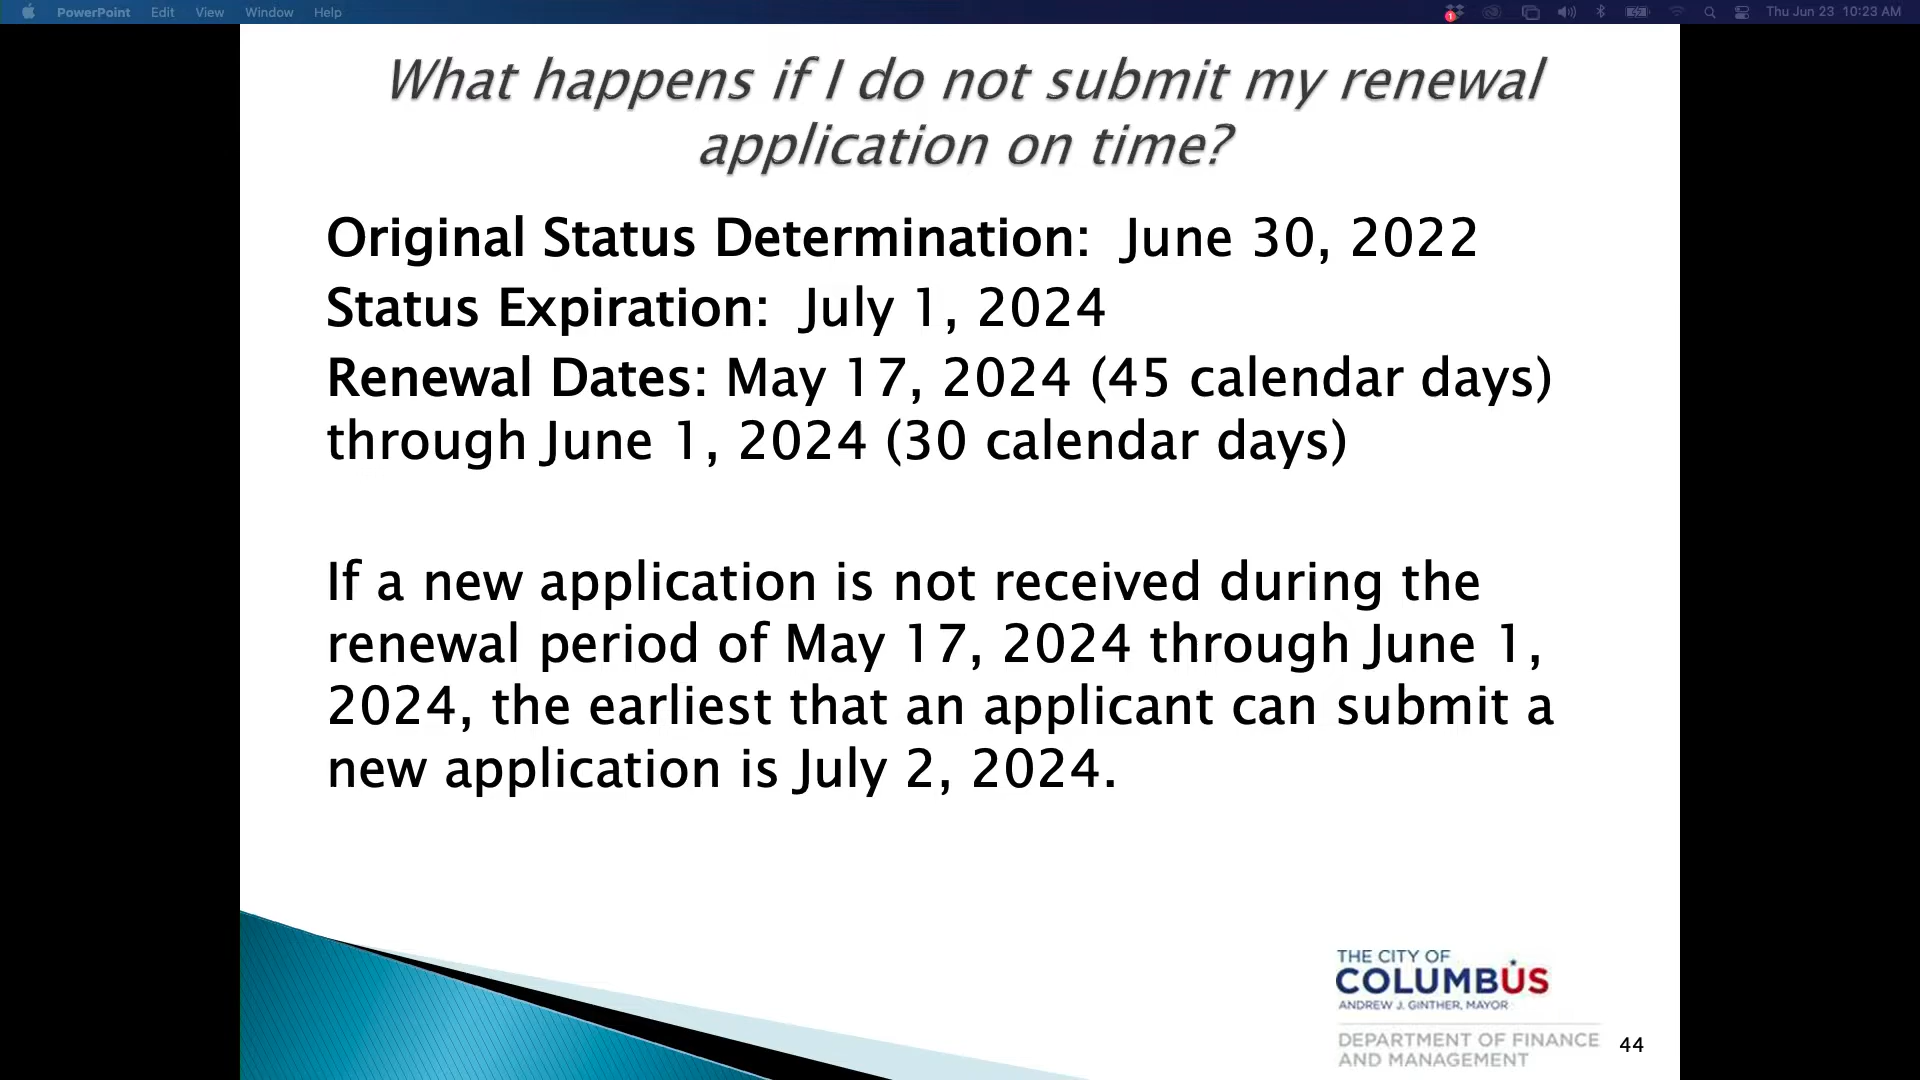 PowerPoint Edit View Window Help
1
Thu Jun 23 10:23 AM
What happens if I do not submit my renewal
application on time?
Original Status Determination: June 30, 2022
Status Expiration: July 1, 2024
Renewal Dates: May 17, 2024 (45 calendar days)
through June 1, 2024 (30 calendar days)
If a new application is not received during the
renewal period of May 17, 2024 through June 1,
2024, the earliest that an applicant can submit a
new application is July 2, 2024.
THE CITY OF
COLUMBUS
ANDREW J. GINTHER, MAYOR
DEPARTMENT OF FINANCE
AND MANAGEMENT
44